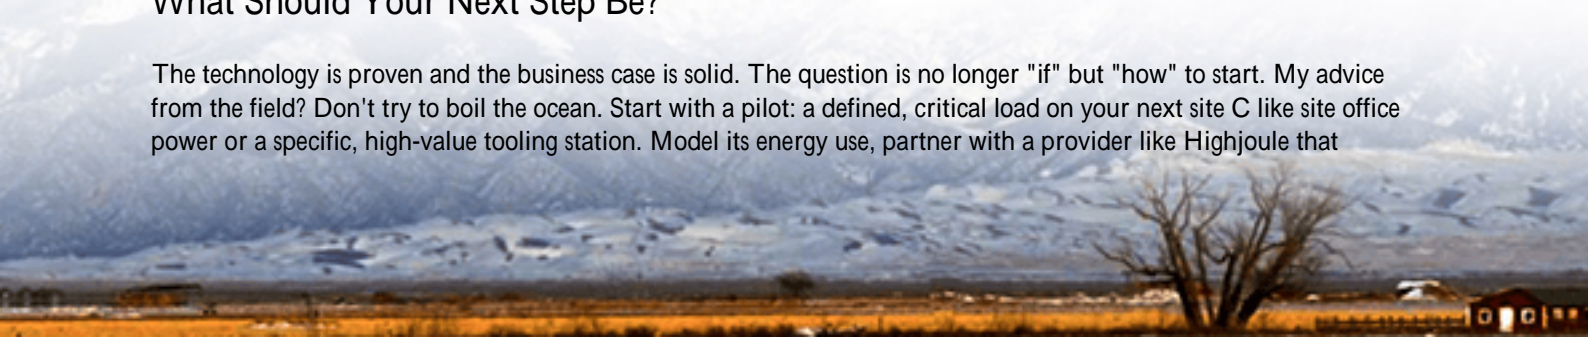 What Should Your Next Step Be?
The technology is proven and the business case is solid. The question is no longer "if" but "how" to start. My advice
from the field? Don't try to boil the ocean. Start with a pilot: a defined, critical load on your next site C like site office
power or a specific, high-value tooling station. Model its energy use, partner with a provider like Highjoule that